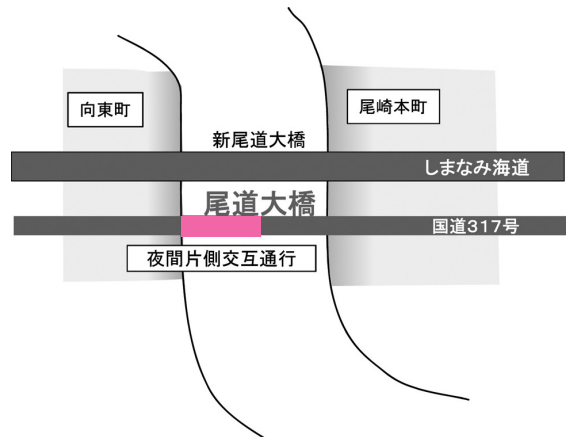 向東町
尾崎本町
新尾道大橋
しまなみ海道
尾道大橋
国道317号
夜間片側交互通行